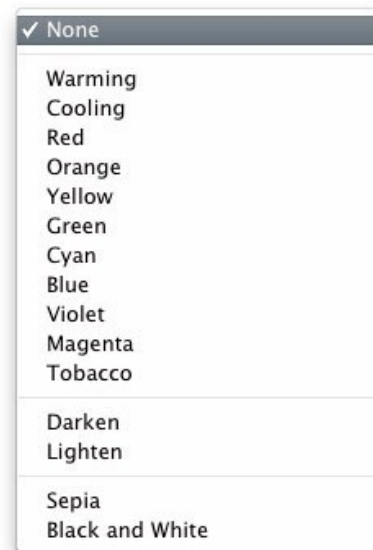 ✓ None
Warming
Cooling
Red
Orange
Yellow
Green
Cyan
Blue
Violet
Magenta
Tobacco
Darken
Lighten
Sepia
Black and White